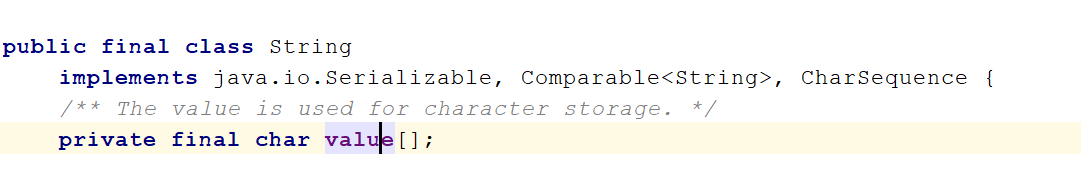 public final class String
    implements java.io.Serializable, Comparable<String>, CharSequence {
    /** The value is used for character storage. */
    private final char value[];